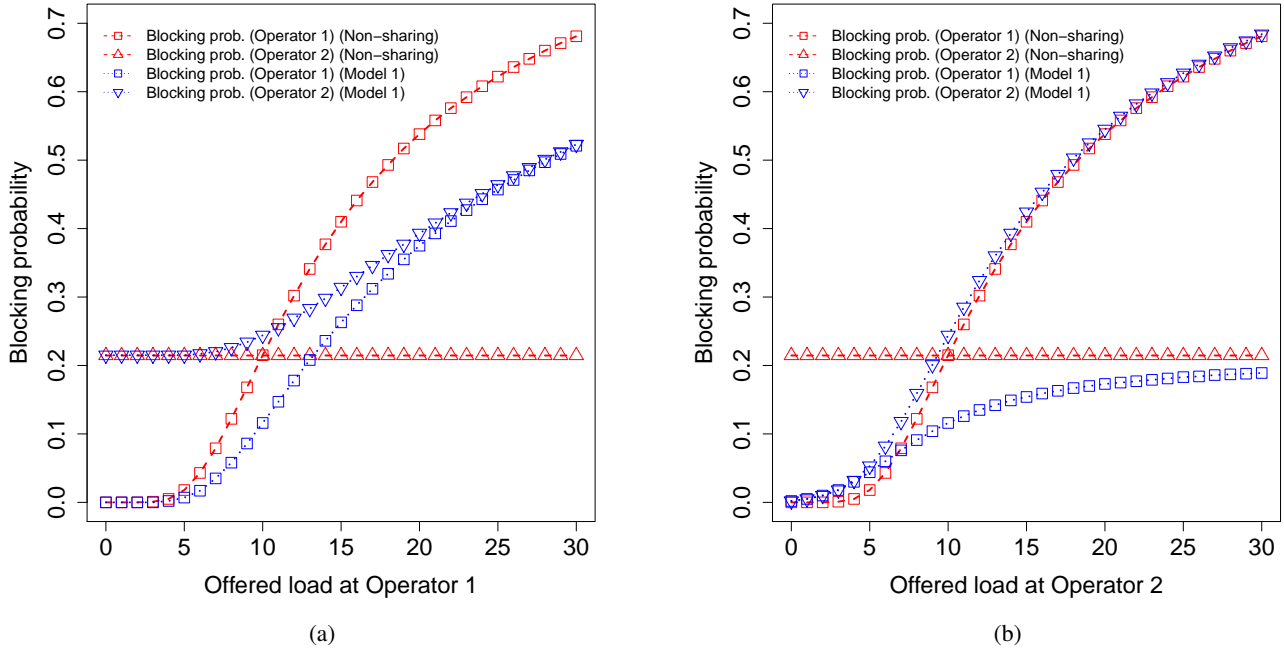 Blocking probability
0.0 0.1 0.2 0.3 0.4 0.5 0.6 0.7
Blocking prob. (Operator 1) (Non−sharing)
Blocking prob. (Operator 2) (Non−sharing)
Blocking prob. (Operator 1) (Model 1)
Blocking prob. (Operator 2) (Model 1)
0 5 10 15 20 25 30
Offered load at Operator 1
(a)
Blocking probability
0.0 0.1 0.2 0.3 0.4 0.5 0.6 0.7
Blocking prob. (Operator 1) (Non−sharing)
Blocking prob. (Operator 2) (Non−sharing)
Blocking prob. (Operator 1) (Model 1)
Blocking prob. (Operator 2) (Model 1)
0 5 10 15 20 25 30
Offered load at Operator 2
(b)